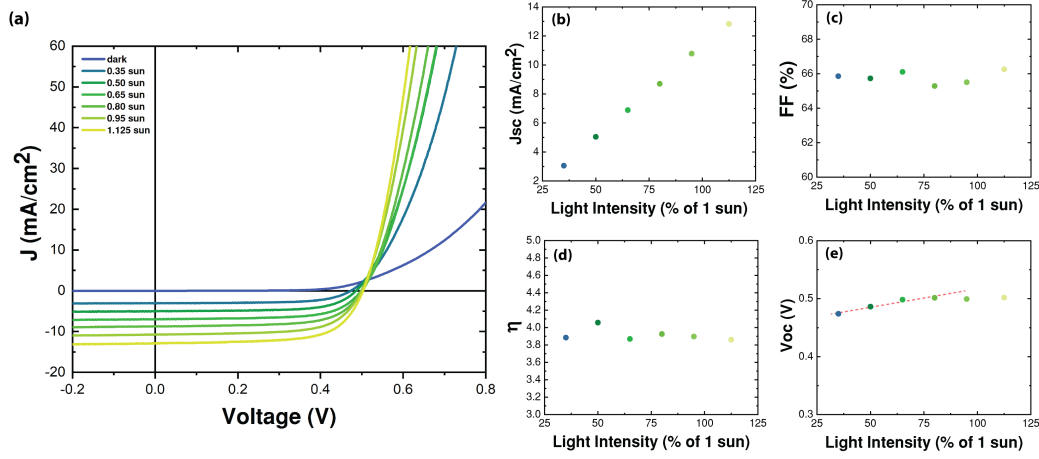 (a)
J (mA/cm2)
60
50
40
30
20
10
0
-10
-20
dark
0.35 sun
0.50 sun
0.65 sun
0.80 sun
0.95 sun
1.125 sun
-0.2
0.0
0.2
0.4
0.6
0.8
Voltage (V)
(b)
Jsc (mA/cm2)
14
12
10
8
6
4
2
25
50
75
100
125
Light Intensity (% of 1 sun)
(c)
FF (%)
70
68
66
64
62
60
25
50
75
100
125
Light Intensity (% of 1 sun)
(d)
η
5.0
4.8
4.6
4.4
4.2
4.0
3.8
3.6
3.4
25
50
75
100
125
Light Intensity (% of 1 sun)
(e)
Voc (V)
0.6
0.5
0.4
0.3
25
50
75
100
125
Light Intensity (% of 1 sun)